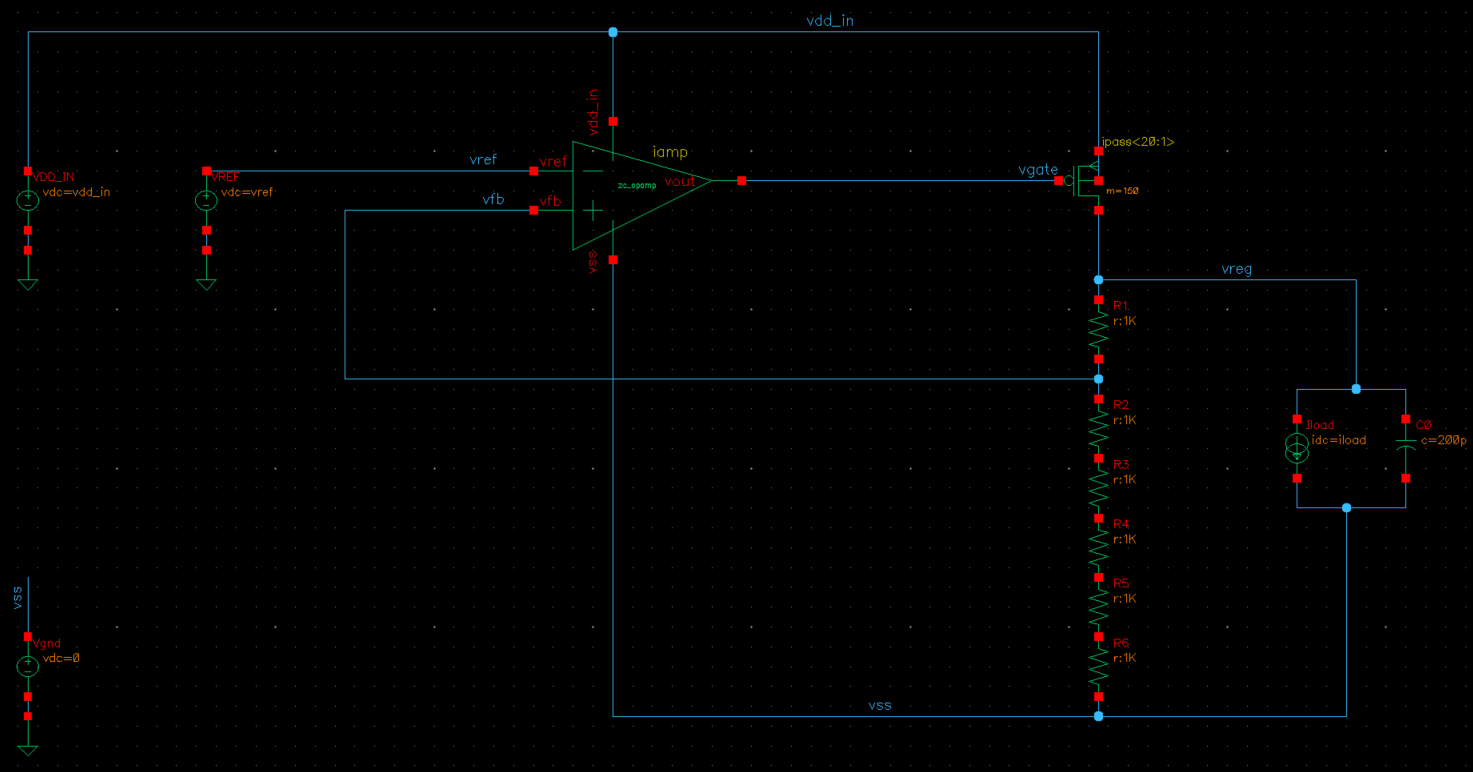 vdd_in
vdd_in
ipass<20:1>
iamp
vref
vref
vout
vgate
VDD_IN
vdc=vdd_in
VREF
vdc=vref
zc_opamp
m=160
vfb
vfb
vss
vreg
R1
r:1K
R2
r:1K
Iload
idc=iload
C0
c=200p
R3
r:1K
R4
r:1K
R5
r:1K
vss
Vgnd
vdc=0
R6
r:1K
vss